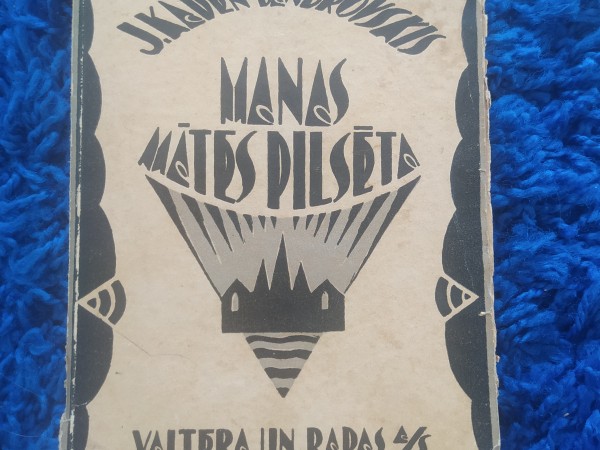 J. KADEN BANDROVSKIS
MANAS
MĀTES PILSĒTA
VALTERA UN RAPAS A/S